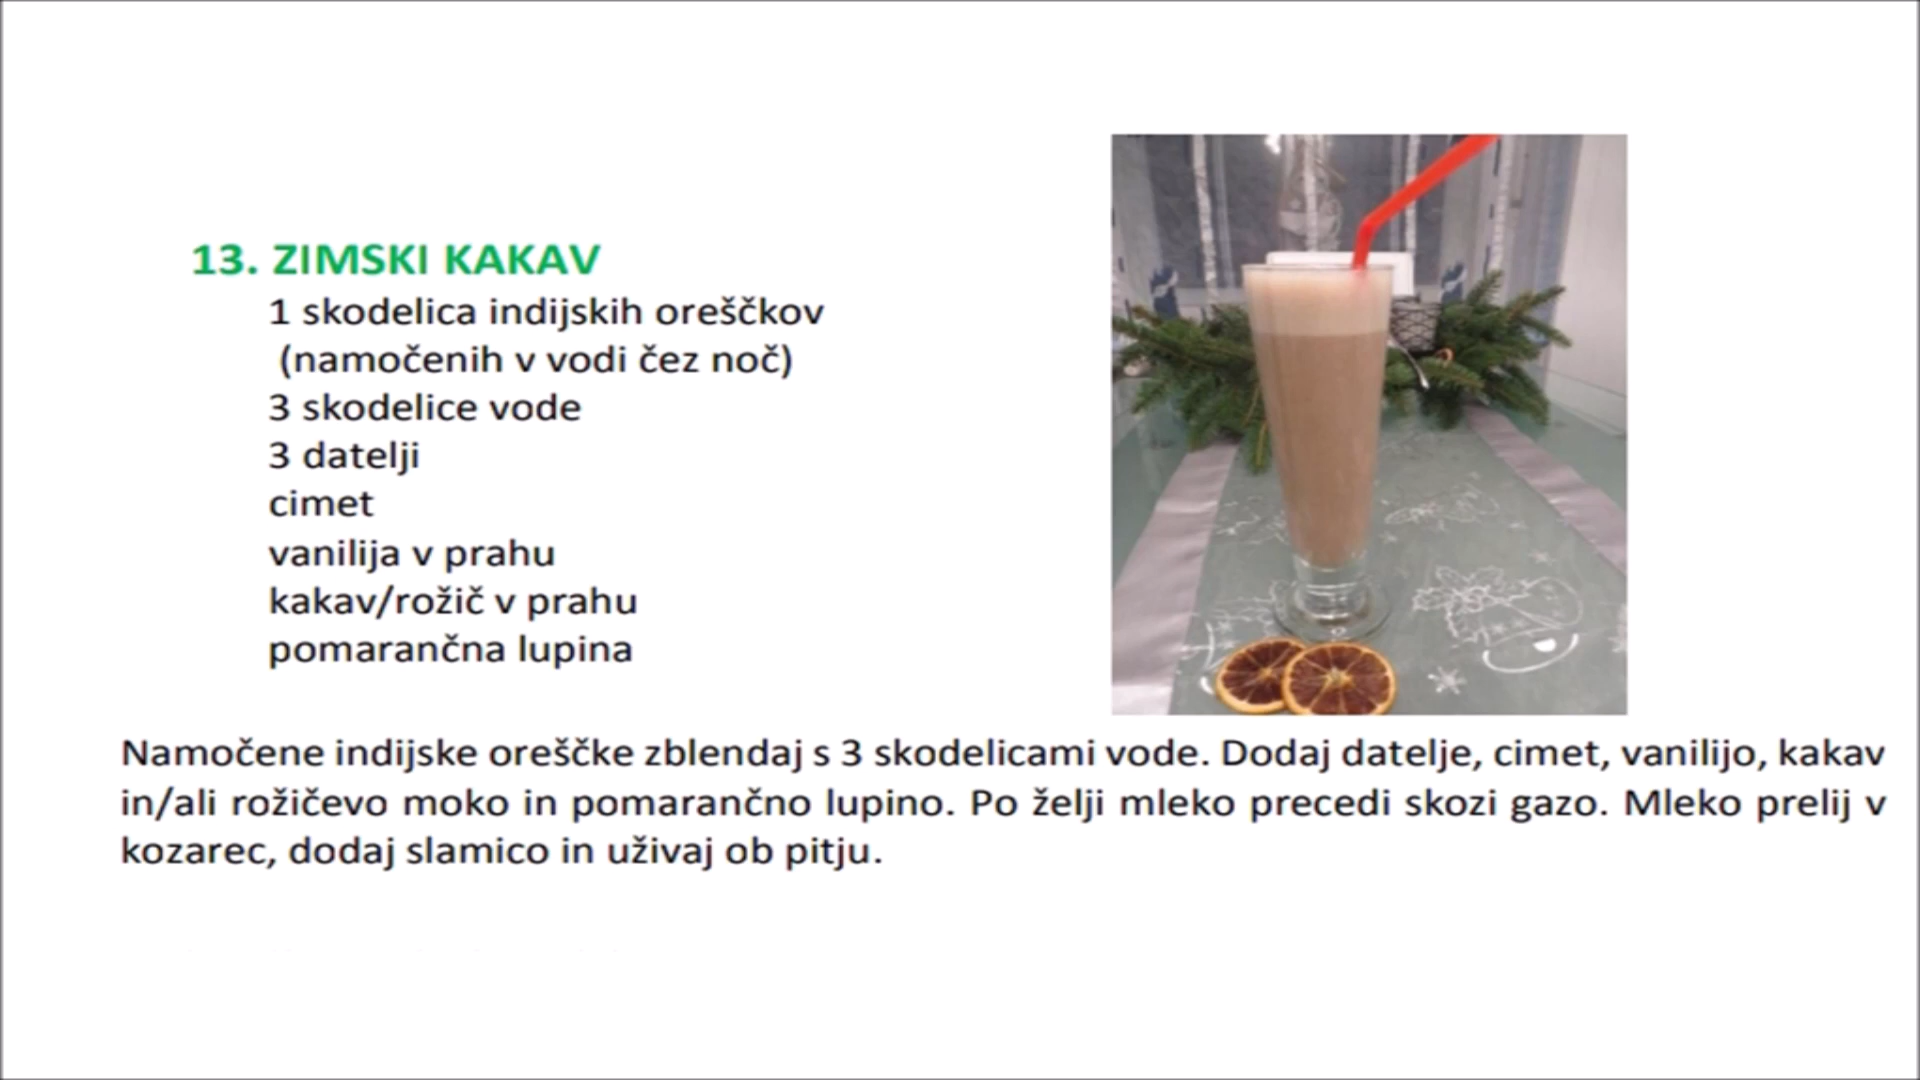 13. ZIMSKI KAKAV
1 skodelica indijskih oreščkov
(namočenih v vodi čez noč)
3 skodelice vode
3 datelji
cimet
vanilija v prahu
kakav/rožič v prahu
pomarančna lupina
Namočene indijske oreščke zblendaj s 3 skodelicami vode. Dodaj datelje, cimet, vanilijo, kakav
in/ali rožičevo moko in pomarančno lupino. Po želji mleko precedi skozi gazo. Mleko prelij v
kozarec, dodaj slamico in uživaj ob pitju.